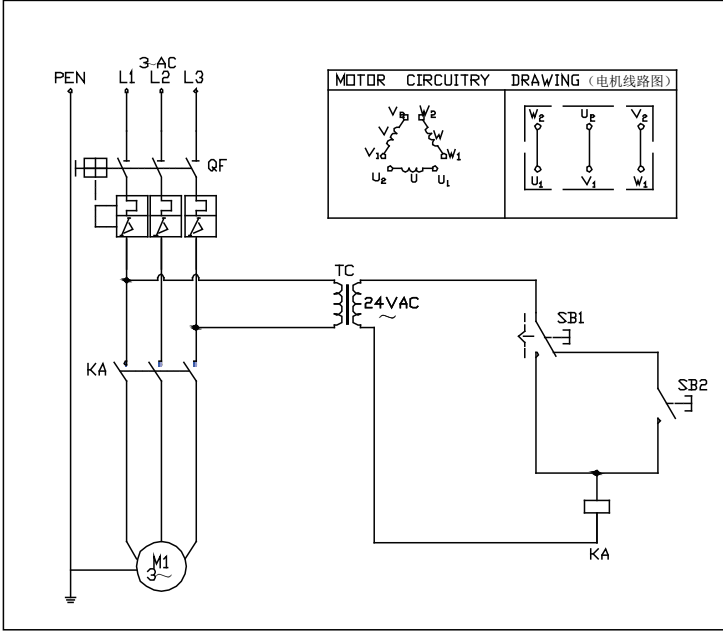 3~AC
PEN L1 L2 L3
MOTOR CIRCUITRY DRAWING (电机线路图)
V2 W2
V W
V1 W1
U2 U U1
W2 U2 V2
U1 V1 W1
QF
TC
24VAC
~
SB1
KA
SB2
M1
3~
KA